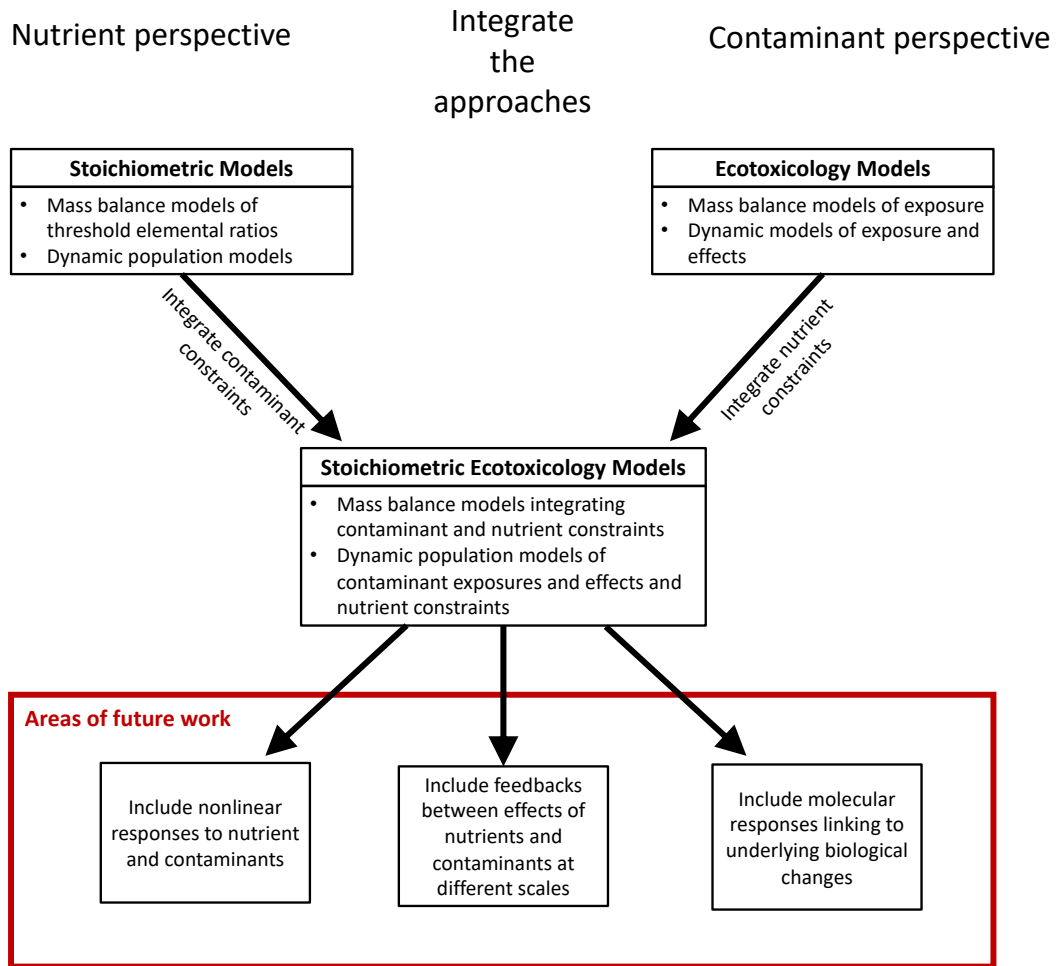 Nutrient perspective
Integrate
the
approaches
Contaminant perspective
Stoichiometric Models
• Mass balance models of
threshold elemental ratios
• Dynamic population models
Ecotoxicology Models
• Mass balance models of exposure
• Dynamic models of exposure and
effects
Integrate contaminant
constraints
Integrate nutrient
constraints
Stoichiometric Ecotoxicology Models
• Mass balance models integrating
contaminant and nutrient constraints
• Dynamic population models of
contaminant exposures and effects and
nutrient constraints
Areas of future work
Include nonlinear
responses to nutrient
and contaminants
Include feedbacks
between effects of
nutrients and
contaminants at
different scales
Include molecular
responses linking to
underlying biological
changes